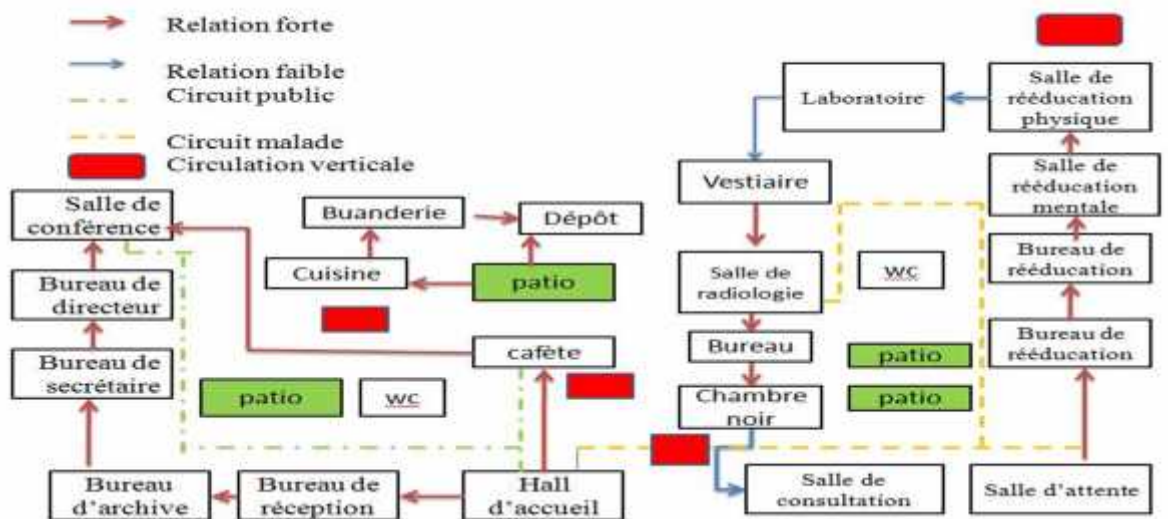 Relation forte
Relation faible
Circuit public
Circuit malade
Circulation verticale
Salle de
conférence
Bureau de
directeur
Bureau de
secrétaire
Bureau
d'archive
Bureau de
réception
Hall
d'accueil
Buanderie
Dépôt
Cuisine
patio
cafète
patio
wc
Laboratoire
Salle de
rééducation
physique
Vestiaire
Salle de
rééducation
mentale
Salle de
radiologie
wc
Bureau de
rééducation
Bureau
patio
Bureau de
rééducation
Chambre
noir
patio
Salle de
consultation
Salle d'attente